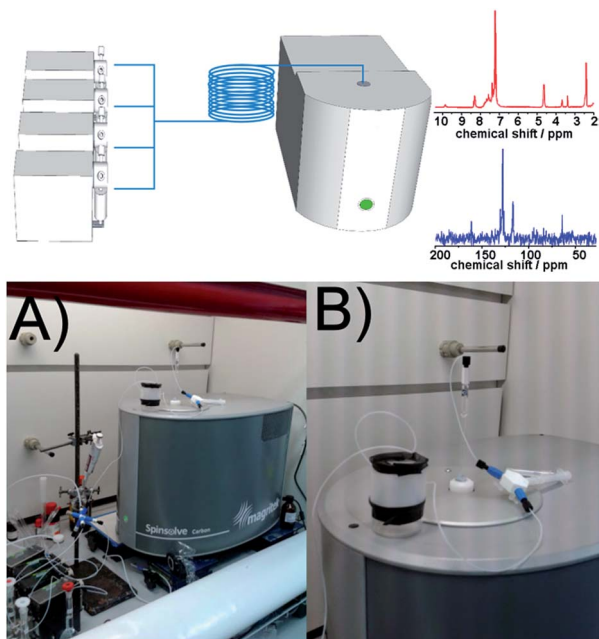 10 9 8 7 6 5 4 3 2
chemical shift / ppm
200 150 100 50
chemical shift / ppm
A)
B)
Spinsolve Carbon
magritek